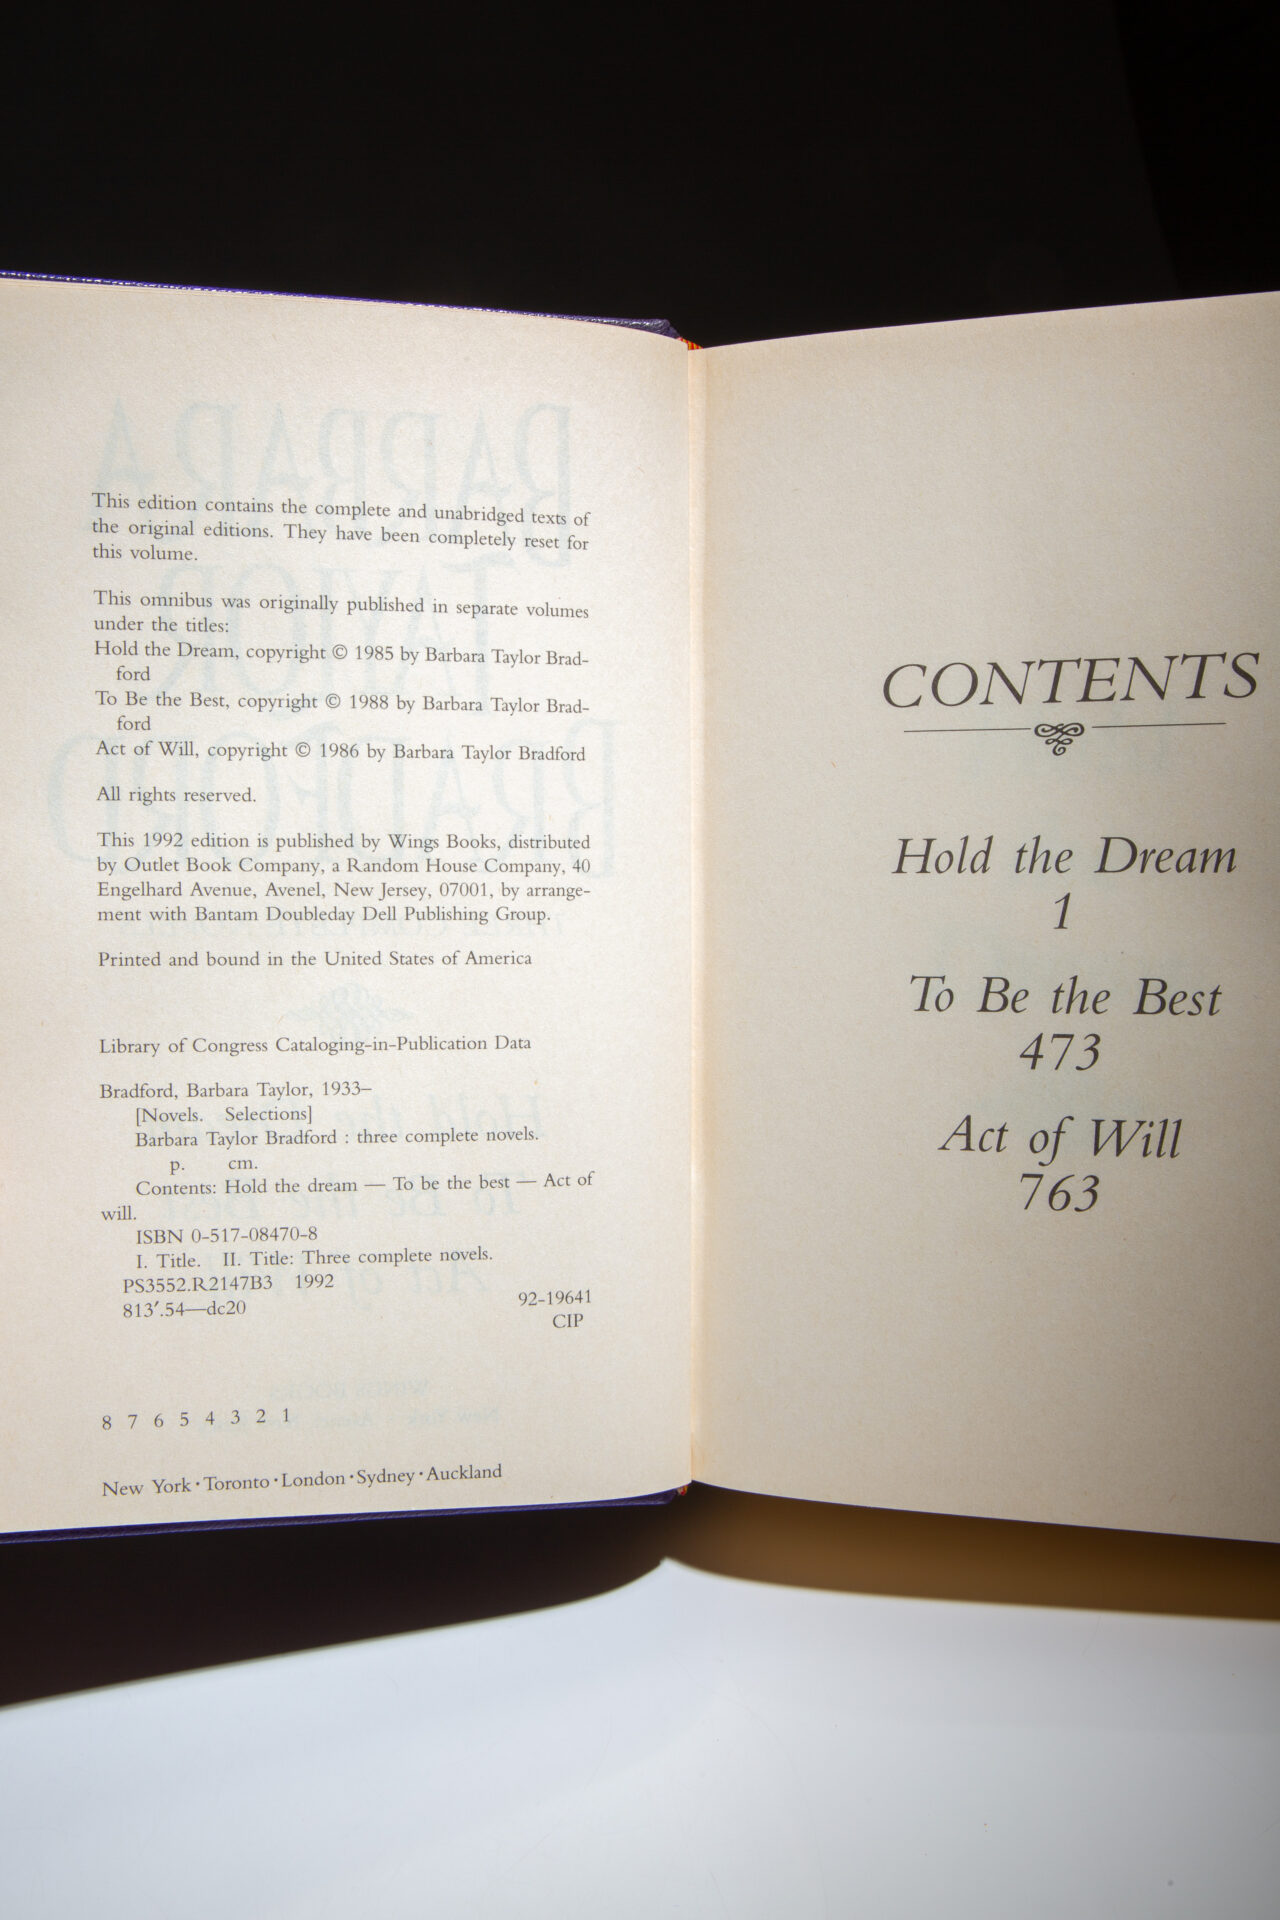 This edition contains the complete and unabridged texts of
the original editions. They have been completely reset for
this volume.
This omnibus was originally published in separate volumes
under the titles:
Hold the Dream, copyright © 1985 by Barbara Taylor Brad-
ford
To Be the Best, copyright © 1988 by Barbara Taylor Brad-
ford
Act of Will, copyright © 1986 by Barbara Taylor Bradford
All rights reserved.
This 1992 edition is published by Wings Books, distributed
by Outlet Book Company, a Random House Company, 40
Engelhard Avenue, Avenel, New Jersey, 07001, by arrange-
ment with Bantam Doubleday Dell Publishing Group.
Printed and bound in the United States of America
Library of Congress Cataloging-in-Publication Data
Bradford, Barbara Taylor, 1933–
[Novels. Selections]
Barbara Taylor Bradford : three complete novels.
p. cm.
Contents: Hold the dream — To be the best — Act of
will.
ISBN 0-517-08470-8
I. Title. II. Title: Three complete novels.
PS3552.R2147B3 1992
813′.54—dc20 92-19641
CIP
8 7 6 5 4 3 2 1
New York · Toronto · London · Sydney · Auckland
CONTENTS
Hold the Dream
1
To Be the Best
473
Act of Will
763